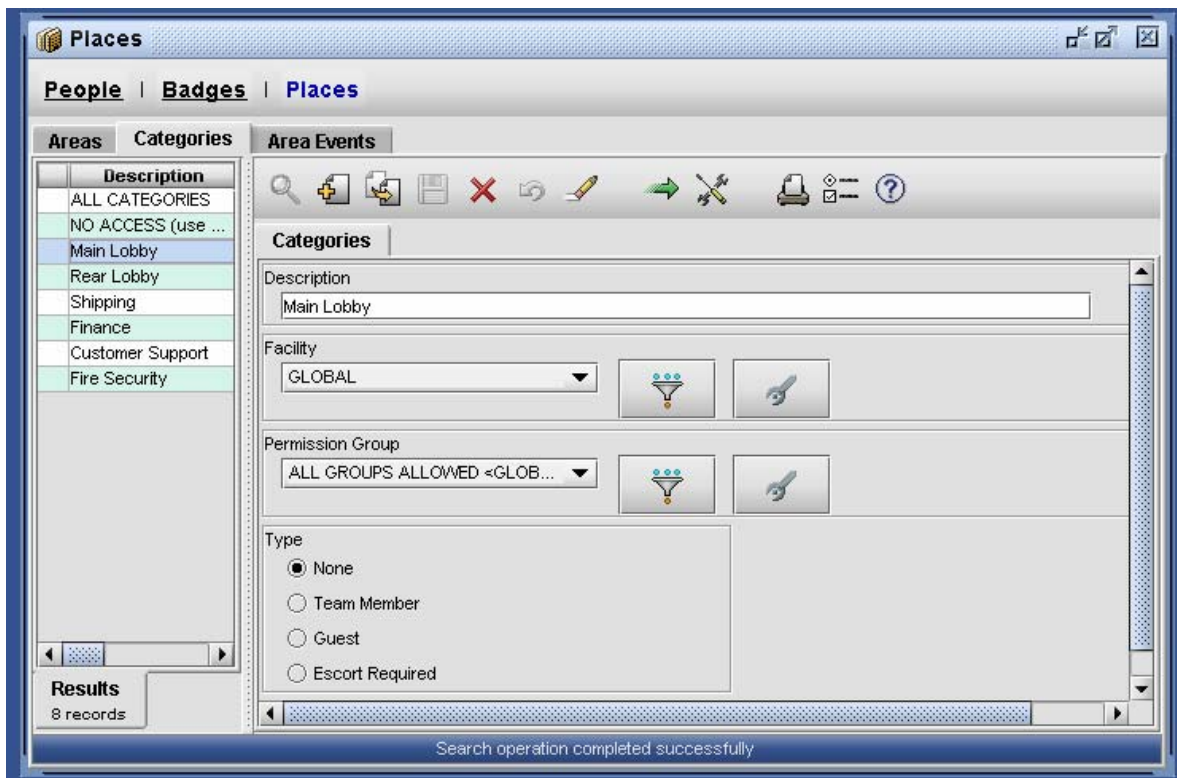 Places
People | Badges | Places
Areas Categories Area Events
Description
ALL CATEGORIES
NO ACCESS (use ...
Main Lobby
Rear Lobby
Shipping
Finance
Customer Support
Fire Security
Results
8 records
Categories
Description
Main Lobby
Facility
GLOBAL
Permission Group
ALL GROUPS ALLOWED <GLOB...
Type
None
Team Member
Guest
Escort Required
Search operation completed successfully